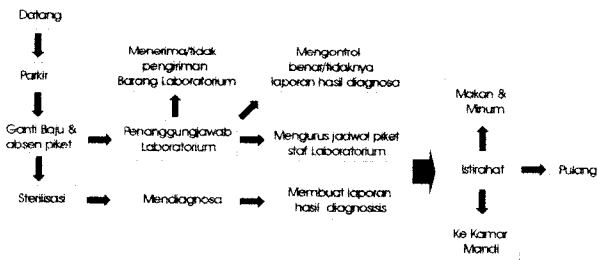 Datang
Parkir
Ganti Baju &
absen piket
Sterilisasi
Menerima/tidak
pengiriman
Barang Laboratorium
Penanggungjawab
Laboratorium
Mendiagnosa
Mengontrol
benar/tidaknya
laporan hasil diagnosa
Mengurus jadwal piket
staf Laboratorium
Membuat laporan
hasil diagnosisis
Makan &
Minum
Istirahat
Pulang
Ke Kamar
Mandi